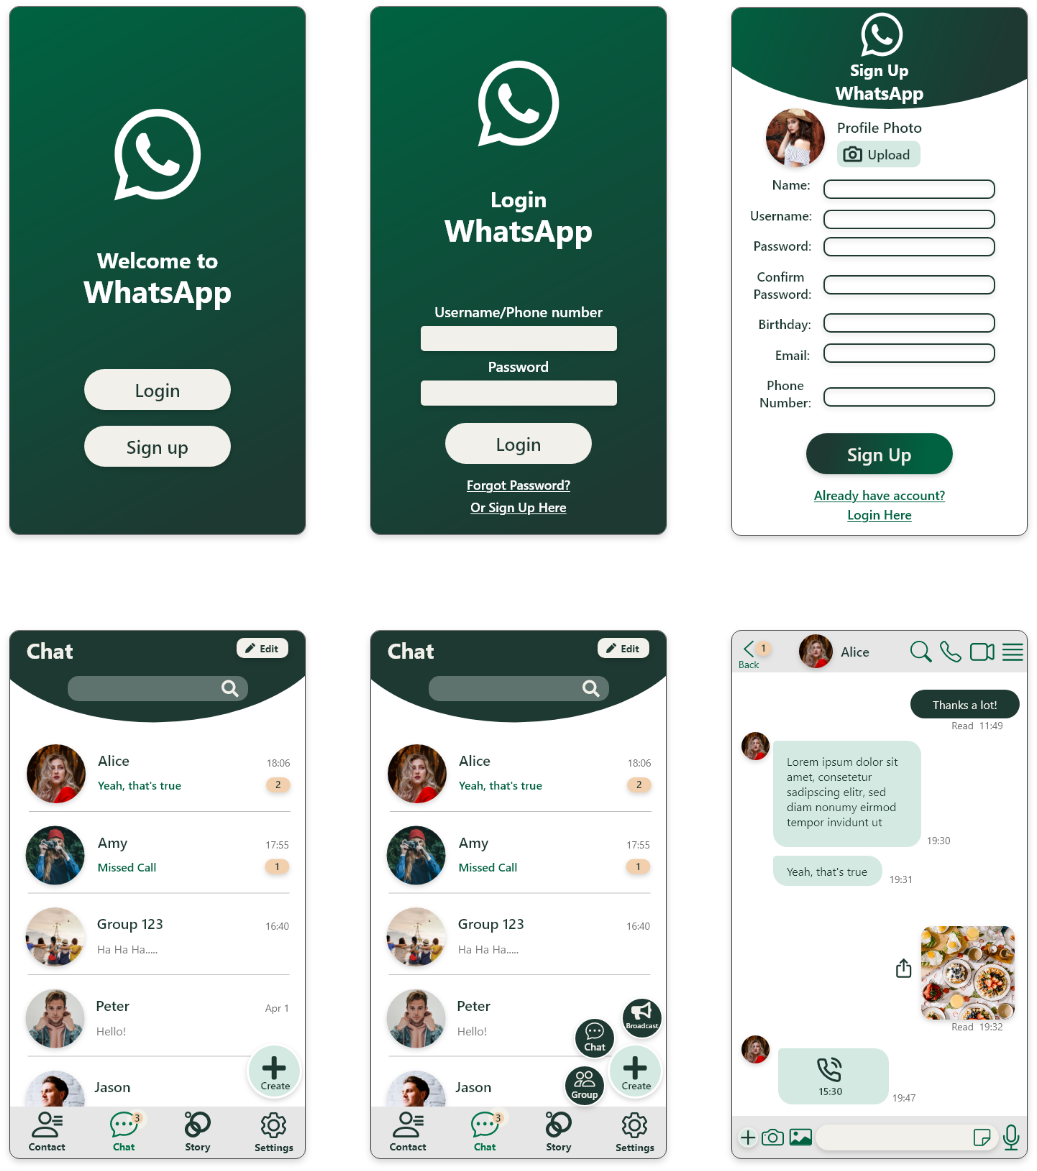 Welcome to
WhatsApp
Login
Sign up
Login
WhatsApp
Username/Phone number
Password
Login
Forgot Password?
Or Sign Up Here
Sign Up
WhatsApp
Profile Photo
Upload
Name:
Username:
Password:
Confirm
Password:
Birthday:
Email:
Phone
Number:
Sign Up
Already have account?
Login Here
Chat
Edit
Alice
18:06
Yeah, that's true
2
Amy
17:55
Missed Call
1
Group 123
16:40
Ha Ha Ha.....
Peter
Apr 1
Hello!
Jason
Create
3
Contact
Chat
Story
Settings
Chat
Edit
Alice
18:06
Yeah, that's true
2
Amy
17:55
Missed Call
1
Group 123
16:40
Ha Ha Ha.....
Peter
Hello!
Broadcast
Chat
Jason
Group
Create
3
Contact
Chat
Story
Settings
1
Back
Alice
Thanks a lot!
Read 11:49
Lorem ipsum dolor sit
amet, consetetur
sadipscing elitr, sed
diam nonumy eirmod
tempor invidunt ut
19:30
Yeah, that's true
19:31
Read 19:32
15:30
19:47